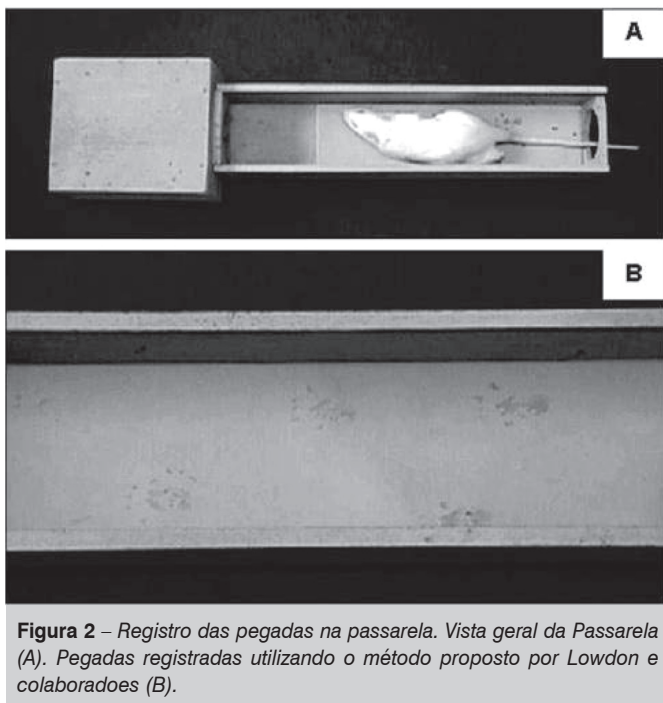 A
B
Figura 2 – Registro das pegadas na passarela. Vista geral da Passarela
(A). Pegadas registradas utilizando o método proposto por Lowdon e
colaboradoes (B).